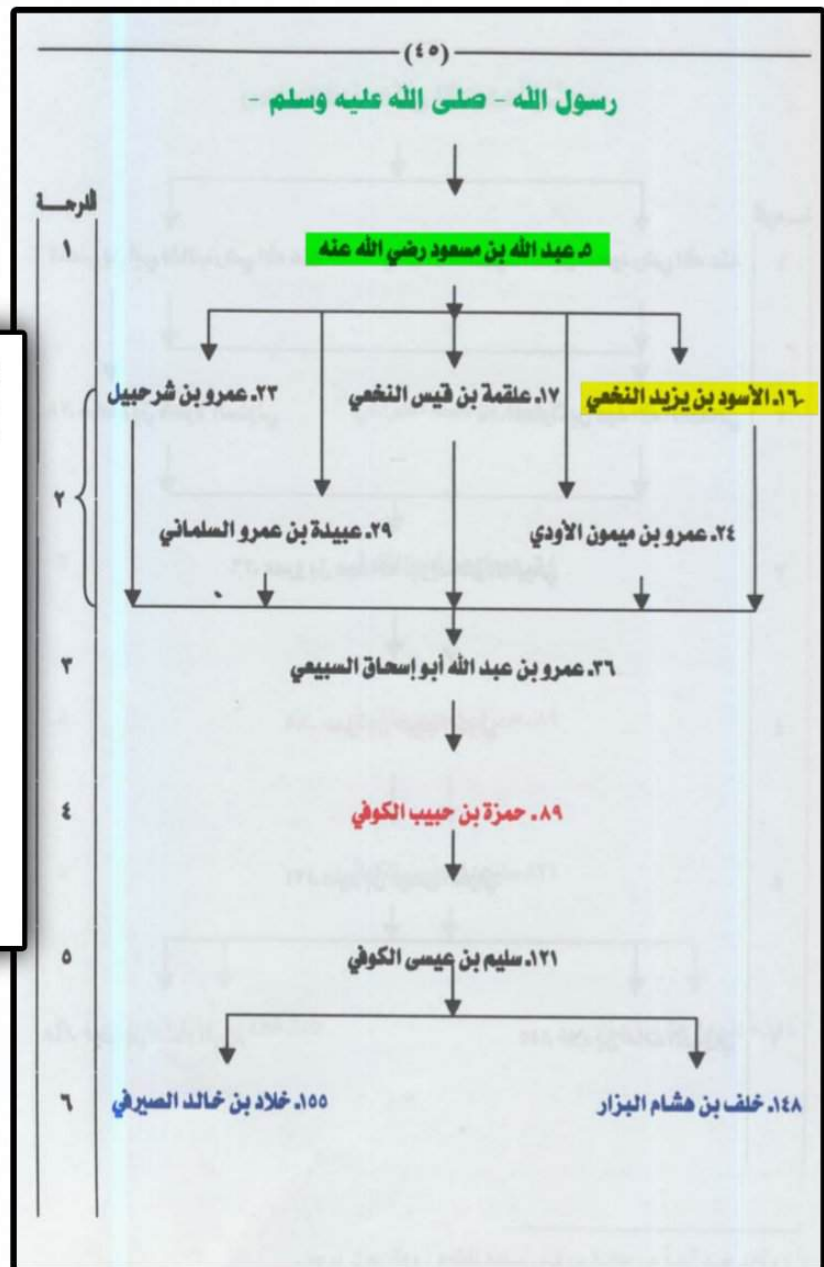 (٤٥)
رسول الله - صلى الله عليه وسلم -
الدرجة
١
٥. عبد الله بن مسعود رضي الله عنه
١٦. الأسود بن يزيد النخعي
١٧. علقمة بن قيس النخعي
٢٣. عمرو بن شرحبيل
٢
٢٤. عمرو بن ميمون الأودي
٢٩. عبيدة بن عمرو السلماني
٣
٣٦. عمرو بن عبد الله أبو إسحاق السبيعي
٤
٨٩. حمزة بن حبيب الكوفي
٥
١٢١. سليم بن عيسى الكوفي
٦
١٤٨. خلف بن هشام البزار
١٥٥. خلاد بن خالد الصيرفي